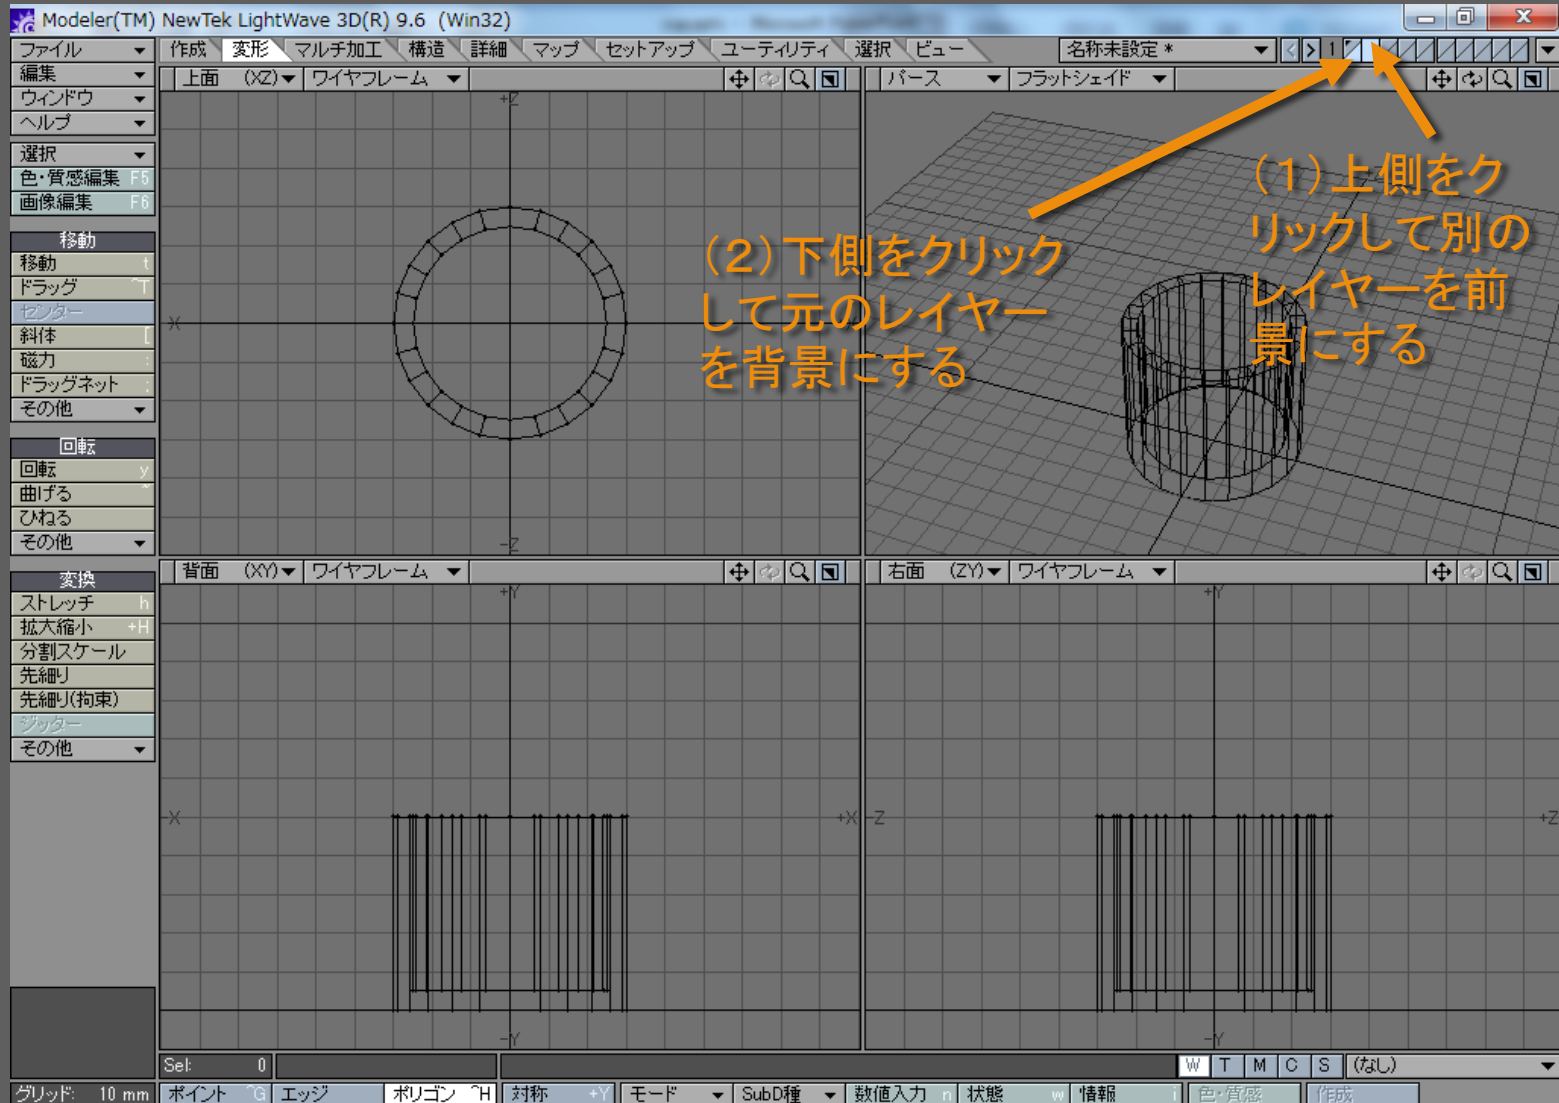 Modeler(TM) NewTek LightWave 3D(R) 9.6 (Win32)
ファイル 作成 変形 マルチ加工 構造 詳細 マップ セットアップ ユーティリティ 選択 ビュー 名称未設定 * < > 1
編集
ウィンドウ
ヘルプ
選択
色・質感編集 F5
画像編集 F6
移動
移動 t
ドラッグ ^T
センター
斜体 [
磁力 :
ドラッグネット ;
その他
回転
回転 y
曲げる ~
ひねる
その他
変換
ストレッチ h
拡大縮小 +H
分割スケール
先細り
先細り(拘束)
ジッター
その他
上面 (XZ) ワイヤフレーム
+Z
-X
-Z
パース フラットシェイド
(1)上側をク
リックして別の
レイヤーを前
景にする
(2)下側をクリック
して元のレイヤー
を背景にする
背面 (XY) ワイヤフレーム
+Y
-X +X
-Y
右面 (ZY) ワイヤフレーム
+Y
-Z +Z
-Y
Sel: 0 W T M C S (なし)
グリッド: 10 mm ポイント ^G エッジ ポリゴン ^H 対称 +Y モード SubD種 数値入力 n 状態 w 情報 i 色・質感 作成